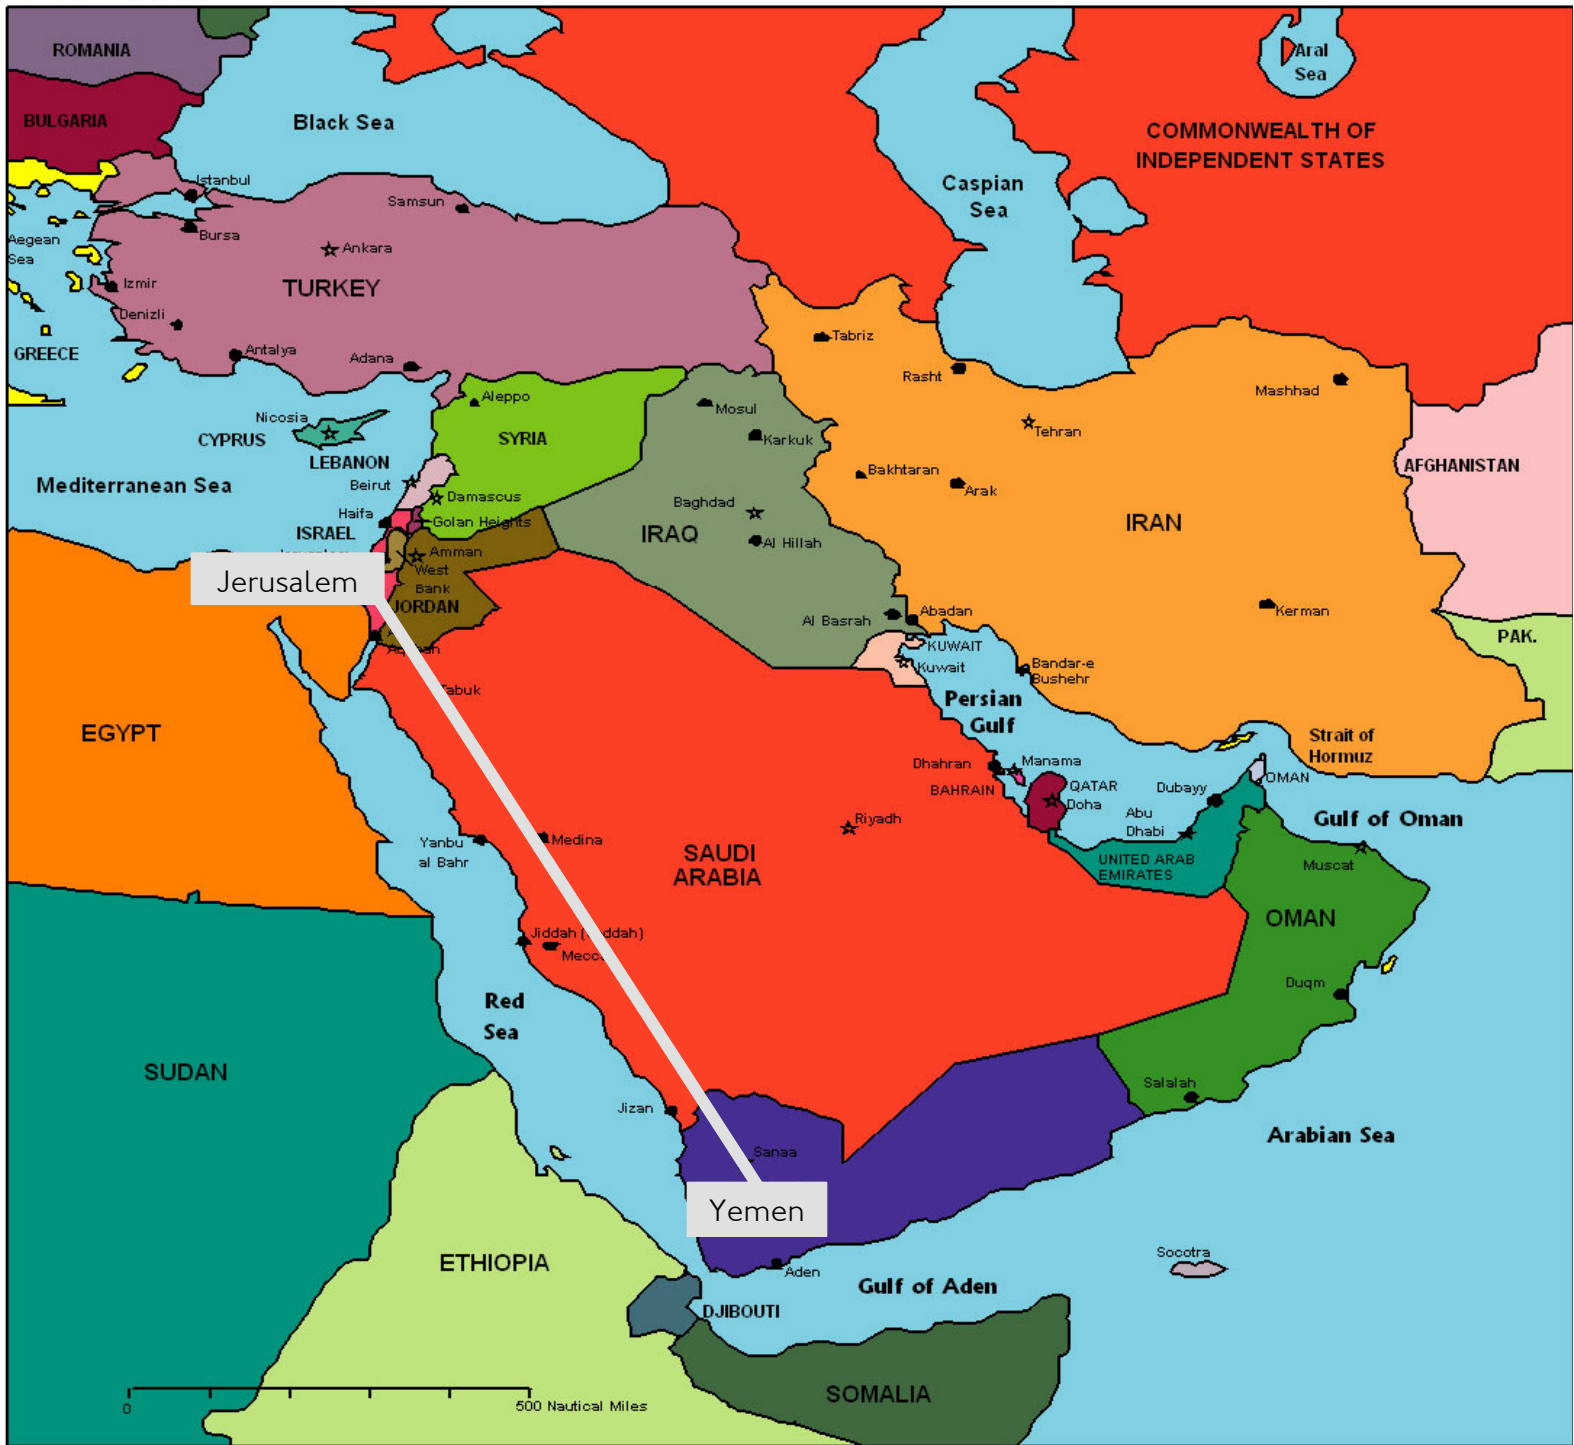 ROMANIA
BULGARIA
Black Sea
Aral
Sea
COMMONWEALTH OF
INDEPENDENT STATES
Caspian
Sea
Istanbul
Samsun
Bursa
Ankara
Aegean
Sea
TURKEY
Izmir
Denizli
GREECE
Antalya
Adana
Tabriz
Rasht
Mashhad
Aleppo
Mosul
Nicosia
CYPRUS
SYRIA
Karkuk
Tehran
LEBANON
Beirut
Mediterranean Sea
Damascus
Bakhtaran
Arak
AFGHANISTAN
Haifa
Golan Heights
Baghdad
ISRAEL
IRAQ
Al Hillah
IRAN
Amman
West
Bank
Jerusalem
JORDAN
Al Basrah
Abadan
Kerman
KUWAIT
Kuwait
PAK.
Bandar-e
Bushehr
Tabuk
Persian
Gulf
EGYPT
Strait of
Hormuz
Dhahran
Manama
BAHRAIN
QATAR
Doha
Dubayy
OMAN
Abu
Dhabi
Gulf of Oman
Yanbu
al Bahr
Medina
Riyadh
SAUDI
ARABIA
UNITED ARAB
EMIRATES
Muscat
OMAN
Jiddah
Duqm
Red
Sea
SUDAN
Salalah
Jizan
Arabian Sea
Sanaa
Yemen
Socotra
ETHIOPIA
Aden
Gulf of Aden
DJIBOUTI
SOMALIA
0
500 Nautical Miles